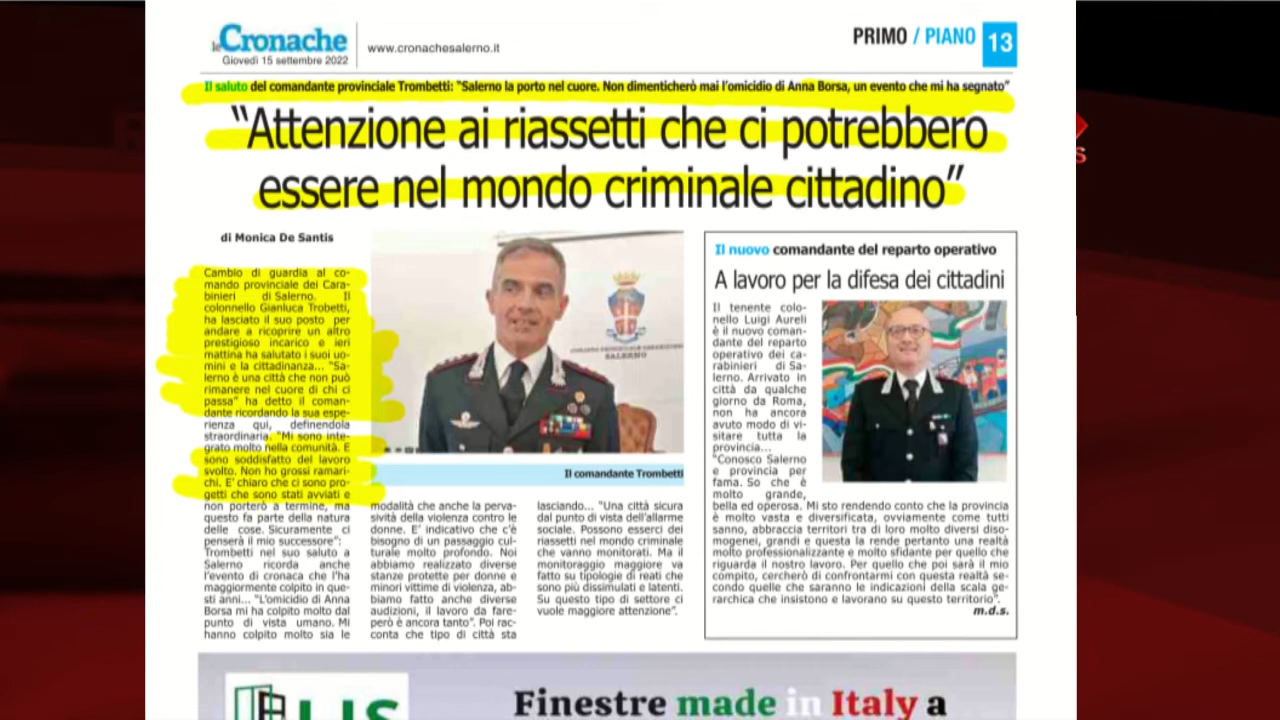 le Cronache
Giovedì 15 settembre 2022
www.cronachesalerno.it
PRIMO / PIANO 13
Il saluto del comandante provinciale Trombetti: “Salerno la porto nel cuore. Non dimenticherò mai l’omicidio di Anna Borsa, un evento che mi ha segnato”
“Attenzione ai riassetti che ci potrebbero
essere nel mondo criminale cittadino”
di Monica De Santis
Cambio di guardia al co-
mando provinciale dei Cara-
binieri di Salerno. Il
colonnello Gianluca Trobetti,
ha lasciato il suo posto per
andare a ricoprire un altro
prestigioso incarico e ieri
mattina ha salutato i suoi uo-
mini e la cittadinanza... “Sa-
lerno è una città che non può
rimanere nel cuore di chi ci
passa” ha detto il coman-
dante ricordando la sua espe-
rienza qui, definendola
straordinaria. “Mi sono inte-
grato molto nella comunità. E
sono soddisfatto del lavoro
svolto. Non ho grossi ramari-
chi. E’ chiaro che ci sono pro-
getti che sono stati avviati e
non porterò a termine, ma
questo fa parte della natura
delle cose. Sicuramente ci
penserà il mio successore”:
Trombetti nel suo saluto a
Salerno ricorda anche
l’evento di cronaca che l’ha
maggiormente colpito in que-
sti anni... “L’omicidio di Anna
Borsa mi ha colpito molto dal
punto di vista umano. Mi
hanno colpito molto sia le
SALERNO
Il comandante Trombetti
modalità che anche la perva-
sività della violenza contro le
donne. E’ indicativo che c’è
bisogno di un passaggio cul-
turale molto profondo. Noi
abbiamo realizzato diverse
stanze protette per donne e
minori vittime di violenza, ab-
biamo fatto anche diverse
audizioni, il lavoro da fare-
però è ancora tanto”. Poi rac-
conta che tipo di città sta
lasciando... “Una città sicura
dal punto di vista dell’allarme
sociale. Possono esserci dei
riassetti nel mondo criminale
che vanno monitorati. Ma il
monitoraggio maggiore va
fatto su tipologie di reati che
sono più dissimulati e latenti.
Su questo tipo di settore ci
vuole maggiore attenzione”.
Il nuovo comandante del reparto operativo
A lavoro per la difesa dei cittadini
Il tenente colo-
nello Luigi Aureli
è il nuovo coman-
dante del reparto
operativo dei ca-
rabinieri di Sa-
lerno. Arrivato in
città da qualche
giorno da Roma,
non ha ancora
avuto modo di vi-
sitare tutta la
provincia...
“Conosco Salerno
e provincia per
fama. So che è
molto grande,
bella ed operosa. Mi sto rendendo conto che la provincia
è molto vasta e diversificata, ovviamente come tutti
sanno, abbraccia territori tra di loro molto diversi diso-
mogenei, grandi e questa la rende pertanto una realtà
molto professionalizzante e molto sfidante per quello che
riguarda il nostro lavoro. Per quello che poi sarà il mio
compito, cercherò di confrontarmi con questa realtà se-
condo quelle che saranno le indicazioni della scala ge-
rarchica che insistono e lavorano su questo territorio”.
m.d.s.
Finestre made in Italy a